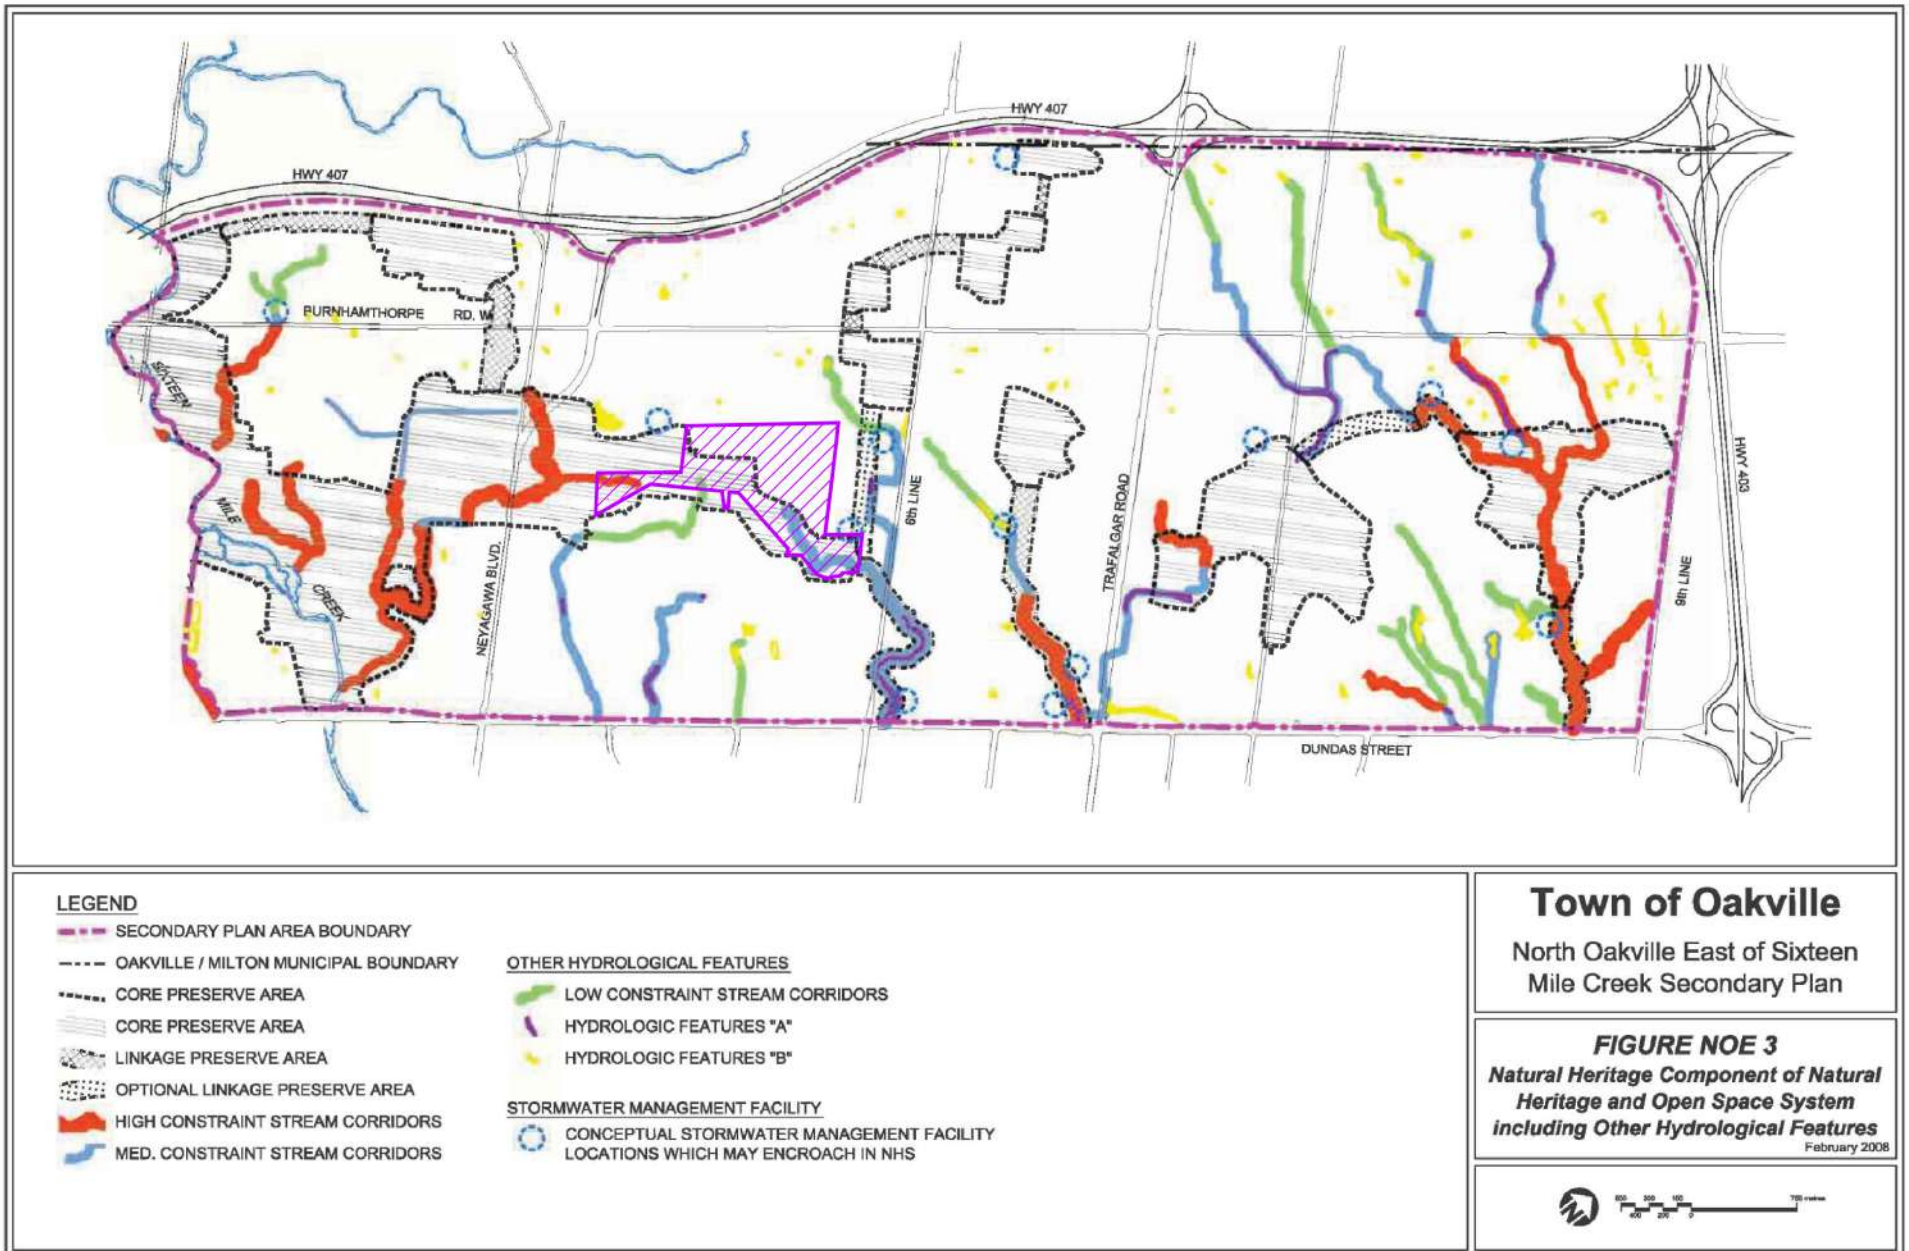 HWY 407
HWY 407
BURNHAMTHORPE RD. W.
SIXTEEN
MILE
CREEK
NEYAGAWA BLVD.
6th LINE
TRAFALGAR ROAD
HWY 403
9th LINE
DUNDAS STREET
LEGEND
SECONDARY PLAN AREA BOUNDARY
OAKVILLE / MILTON MUNICIPAL BOUNDARY
CORE PRESERVE AREA
CORE PRESERVE AREA
LINKAGE PRESERVE AREA
OPTIONAL LINKAGE PRESERVE AREA
HIGH CONSTRAINT STREAM CORRIDORS
MED. CONSTRAINT STREAM CORRIDORS
OTHER HYDROLOGICAL FEATURES
LOW CONSTRAINT STREAM CORRIDORS
HYDROLOGIC FEATURES "A"
HYDROLOGIC FEATURES "B"
STORMWATER MANAGEMENT FACILITY
CONCEPTUAL STORMWATER MANAGEMENT FACILITY
LOCATIONS WHICH MAY ENCROACH IN NHS
Town of Oakville
North Oakville East of Sixteen
Mile Creek Secondary Plan
FIGURE NOE 3
Natural Heritage Component of Natural
Heritage and Open Space System
including Other Hydrological Features
February 2008